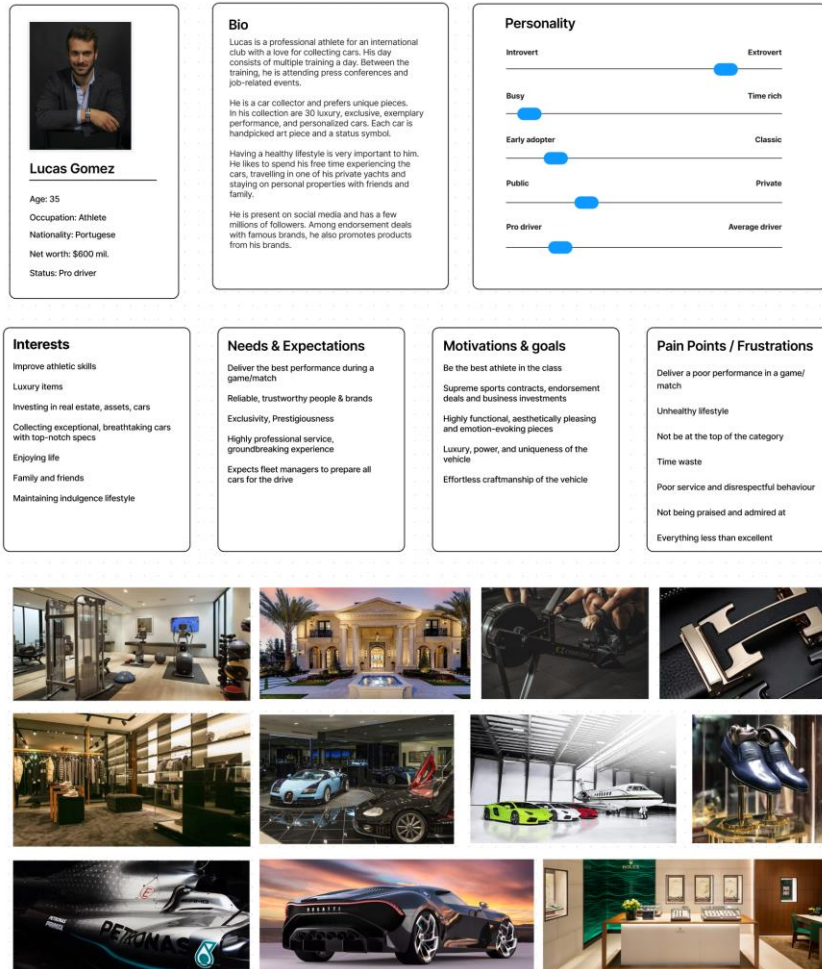 Lucas Gomez
Age: 35
Occupation: Athlete
Nationality: Portugese
Net worth: $600 mil.
Status: Pro driver
Bio
Lucas is a professional athlete for an international
club with a love for collecting cars. His day
consists of multiple training a day. Between the
training, he is attending press conferences and
job-related events.
He is a car collector and prefers unique pieces.
In his collection are 30 luxury, exclusive, exemplary
performance, and personalized cars. Each car is
handpicked art piece and a status symbol.
Having a healthy lifestyle is very important to him.
He likes to spend his free time experiencing the
cars, travelling in one of his private yachts and
staying on personal properties with friends and
family.
He is present on social media and has a few
millions of followers. Among endorsement deals
with famous brands, he also promotes products
from his brands.
Personality
Introvert Extrovert
Busy Time rich
Early adopter Classic
Public Private
Pro driver Average driver
Interests
Improve athletic skills
Luxury items
Investing in real estate, assets, cars
Collecting exceptional, breathtaking cars
with top-notch specs
Enjoying life
Family and friends
Maintaining indulgence lifestyle
Needs & Expectations
Deliver the best performance during a
game/match
Reliable, trustworthy people & brands
Exclusivity, Prestigiousness
Highly professional service,
groundbreaking experience
Expects fleet managers to prepare all
cars for the drive
Motivations & goals
Be the best athlete in the class
Supreme sports contracts, endorsement
deals and business investments
Highly functional, aesthetically pleasing
and emotion-evoking pieces
Luxury, power, and uniqueness of the
vehicle
Effortless craftmanship of the vehicle
Pain Points / Frustrations
Deliver a poor performance in a game/
match
Unhealthy lifestyle
Not be at the top of the category
Time waste
Poor service and disrespectful behaviour
Not being praised and admired at
Everything less than excellent
PETRONAS
BUGATTI
ROLEX